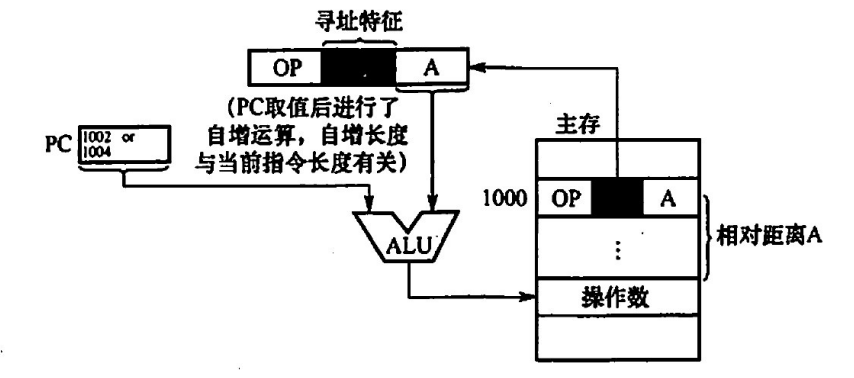 寻址特征
OP A
(PC取值后进行了
自增运算，自增长度
与当前指令长度有关)
PC 1002 or
1004
主存
1000 OP A
ALU
⋮
相对距离A
操作数